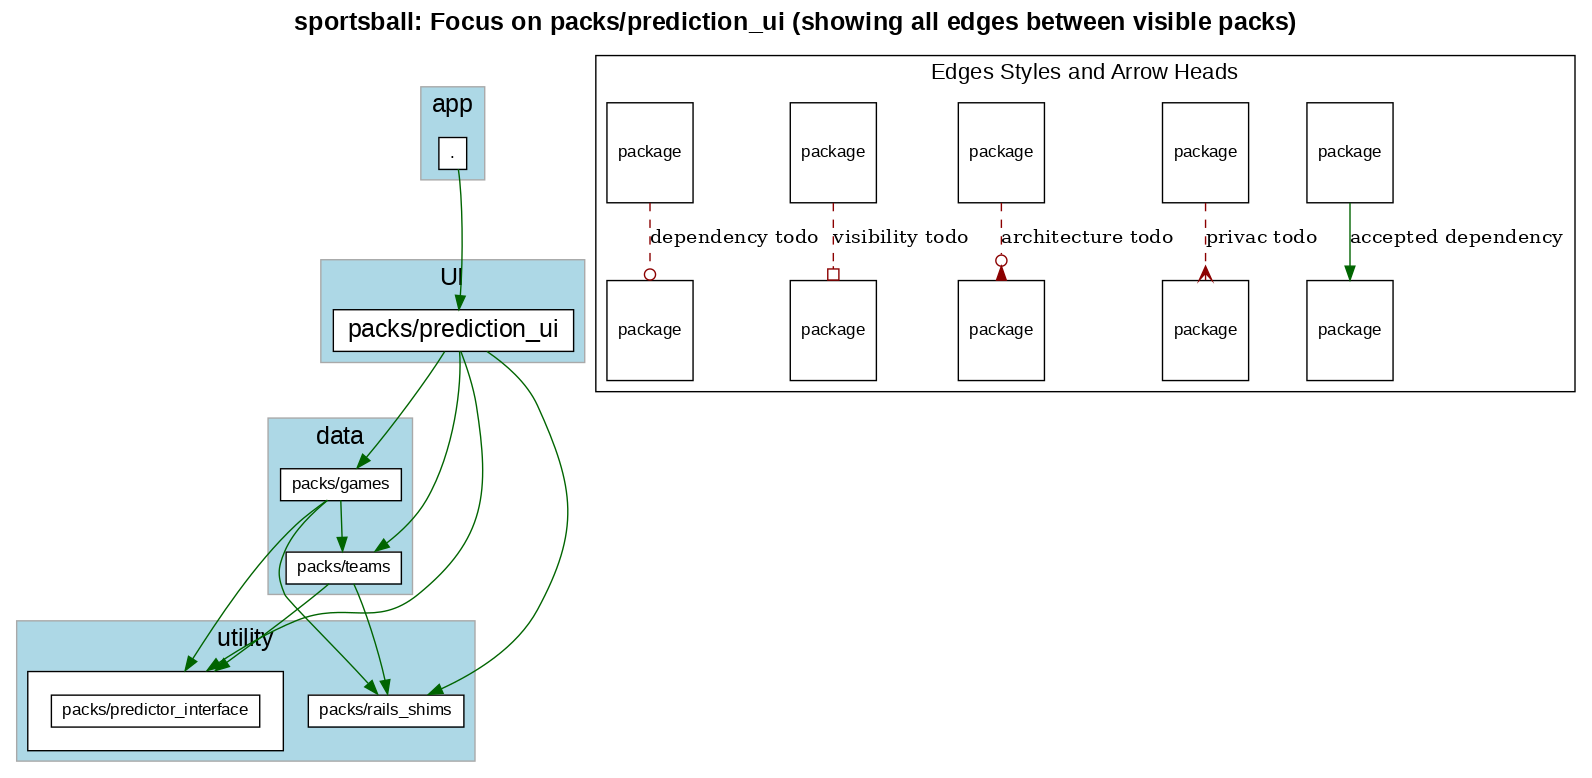 sportsball: Focus on packs/prediction_ui (showing all edges between visible packs)
app
.
UI
packs/prediction_ui
data
packs/games
packs/teams
utility
packs/predictor_interface
packs/rails_shims
Edges Styles and Arrow Heads
package package package package package
dependency todo visibility todo architecture todo privac todo accepted dependency
package package package package package